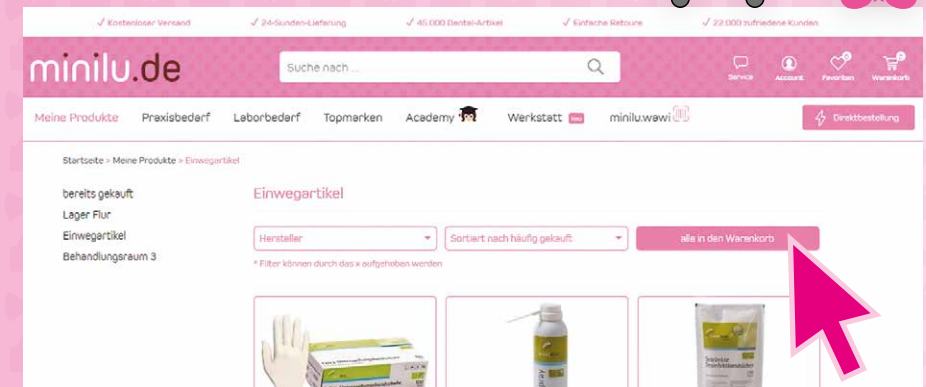 ✓ Kostenloser Versand ✓ 24-Sunden-Lieferung ✓ 45.000 Dental-Artikel ✓ Einfache Retoure ✓ 22.000 zufriedene Kunden
minilu.de
Suche nach ...
Service Account Favoriten Warenkorb
Meine Produkte Praxisbedarf Laborbedarf Topmarken Academy Werkstatt Neu minilu.wawi
Direktbestellung
Startseite » Meine Produkte » Einwegartikel
bereits gekauft
Lager Flur
Einwegartikel
Behandlungsraum 3
Einwegartikel
Hersteller
Sortiert nach häufig gekauft
alle in den Warenkorb
* Filter können durch das x aufgehoben werden